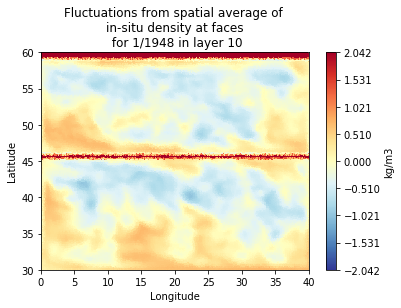 Fluctuations from spatial average of
in-situ density at faces
for 1/1948 in layer 10
60
55
50
45
40
35
30
Latitude
0 5 10 15 20 25 30 35 40
Longitude
2.042
1.531
1.021
0.510
0.000
−0.510
−1.021
−1.531
−2.042
kg/m3